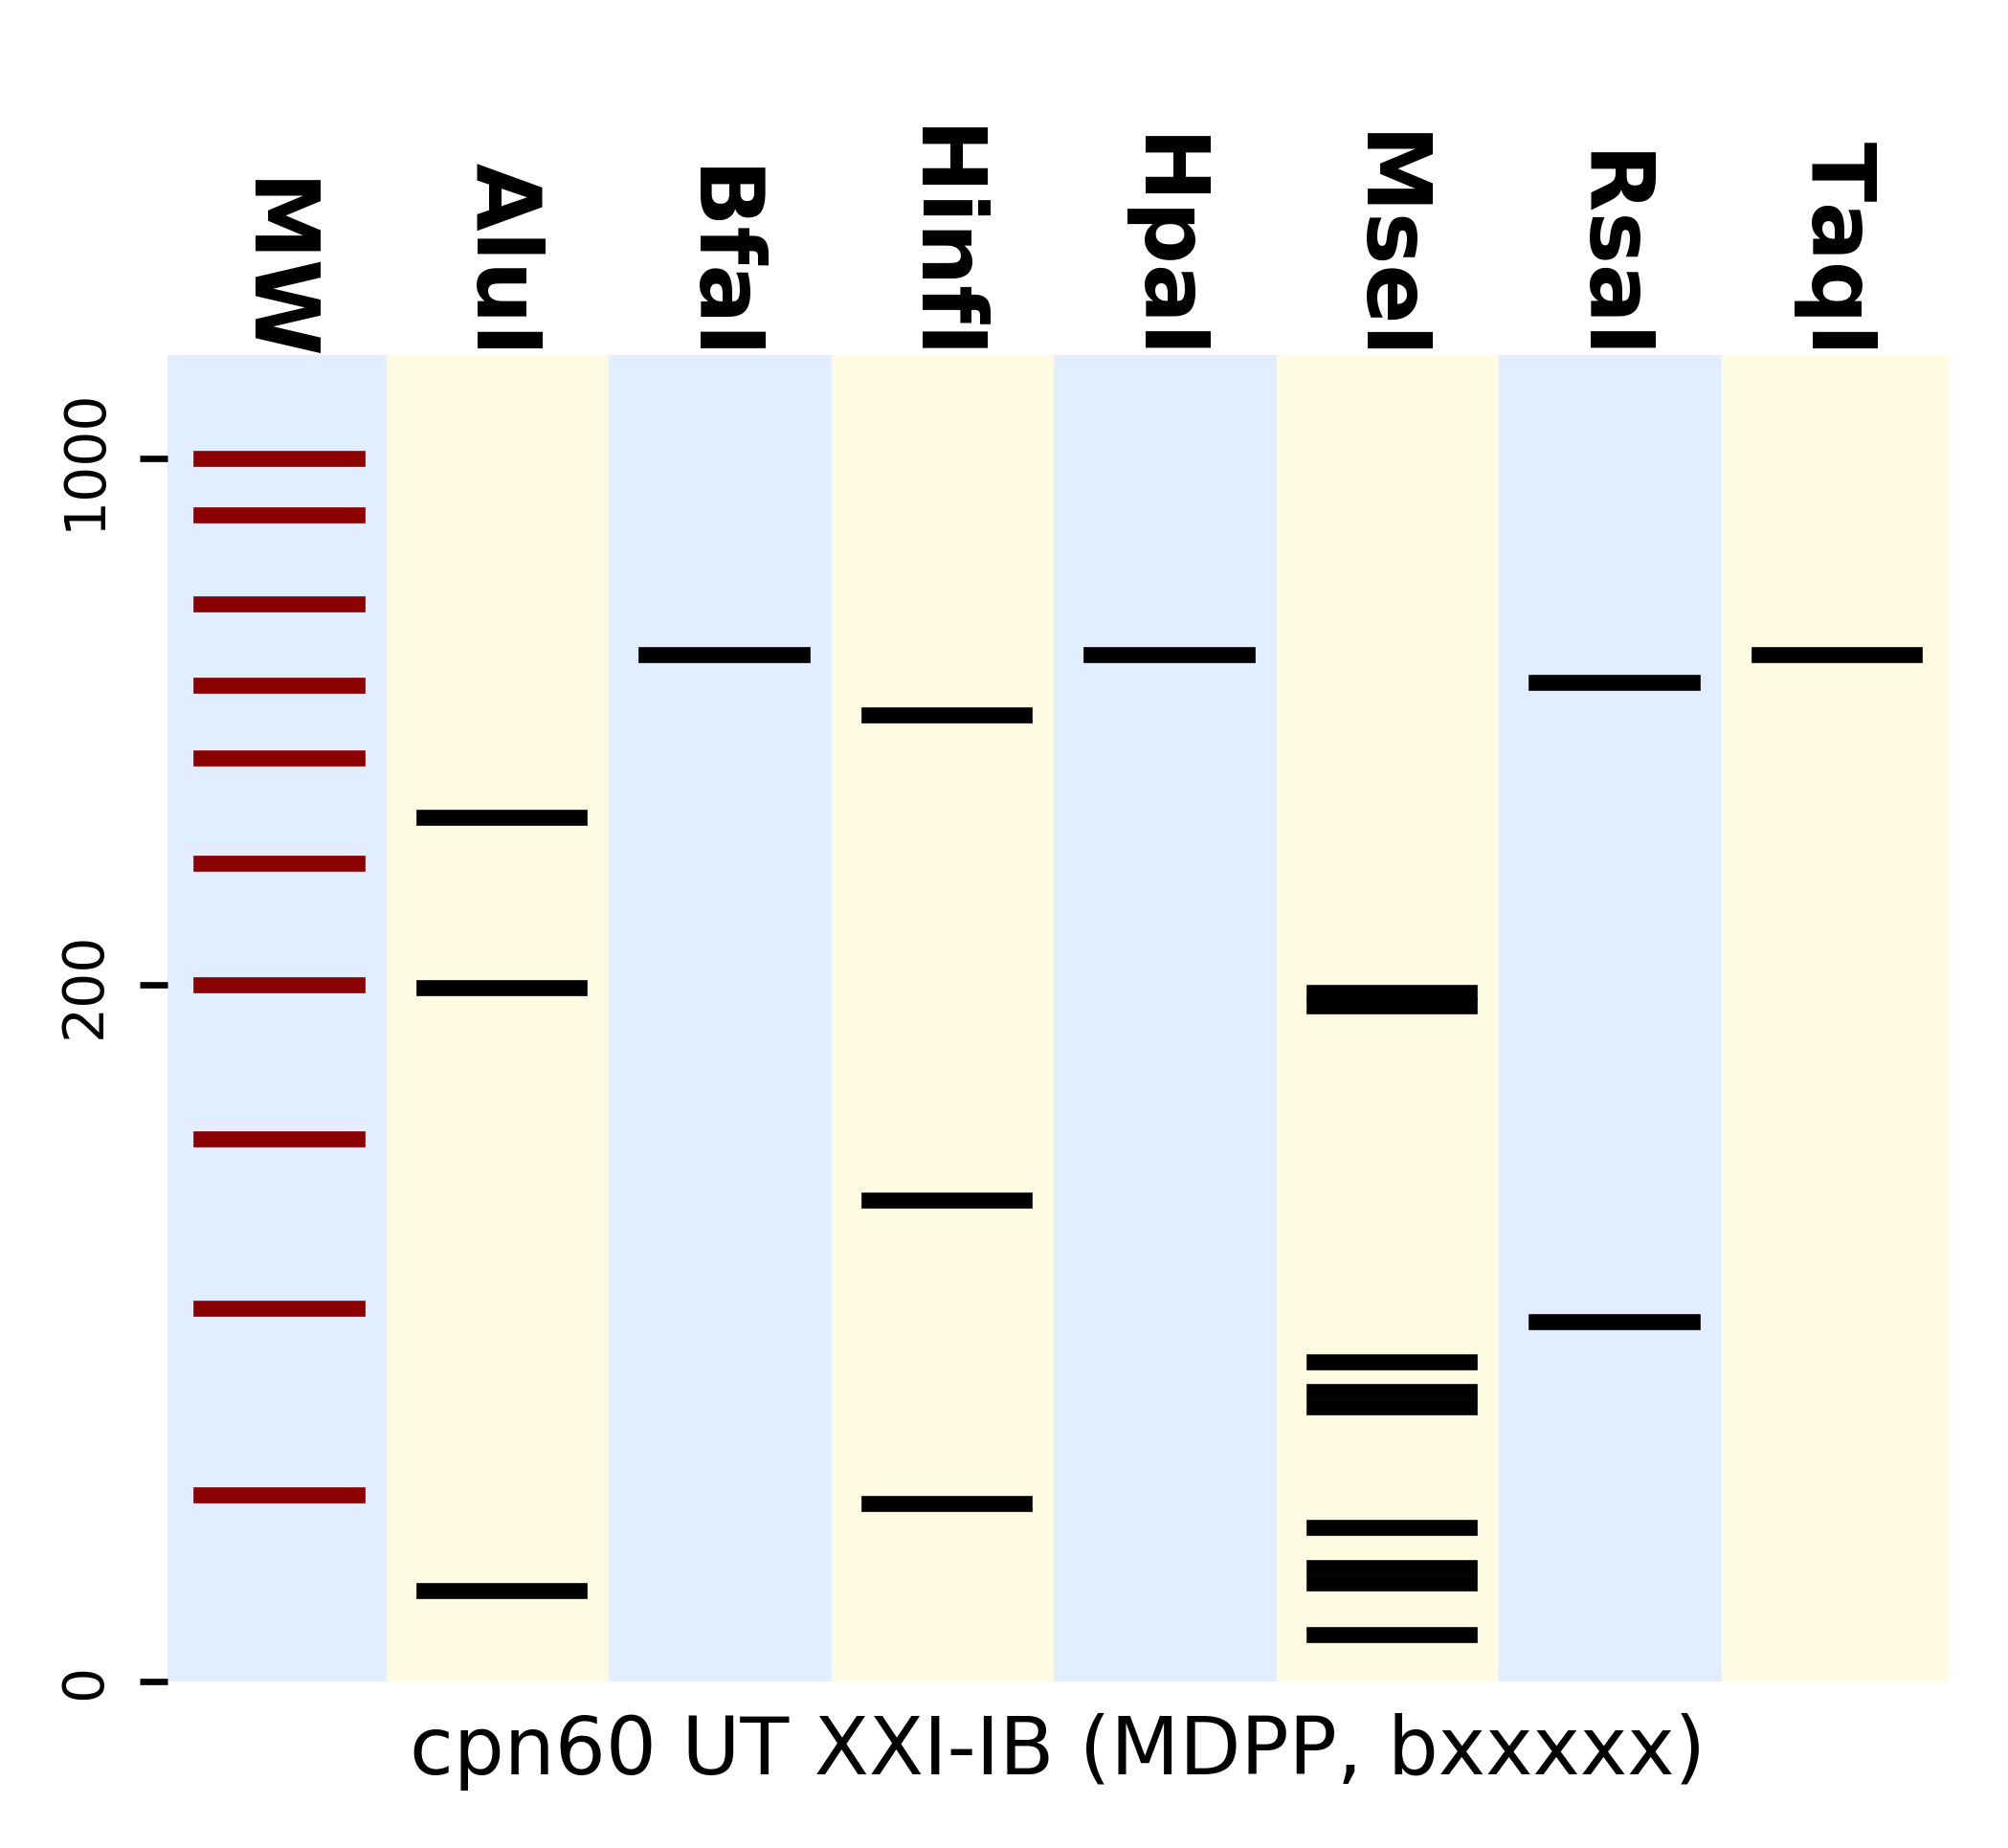 MW
AluI
BfaI
HinfI
HpaI
MseI
RsaI
TaqI
1000
200
0
cpn60 UT XXI-IB (MDPP, bxxxxx)